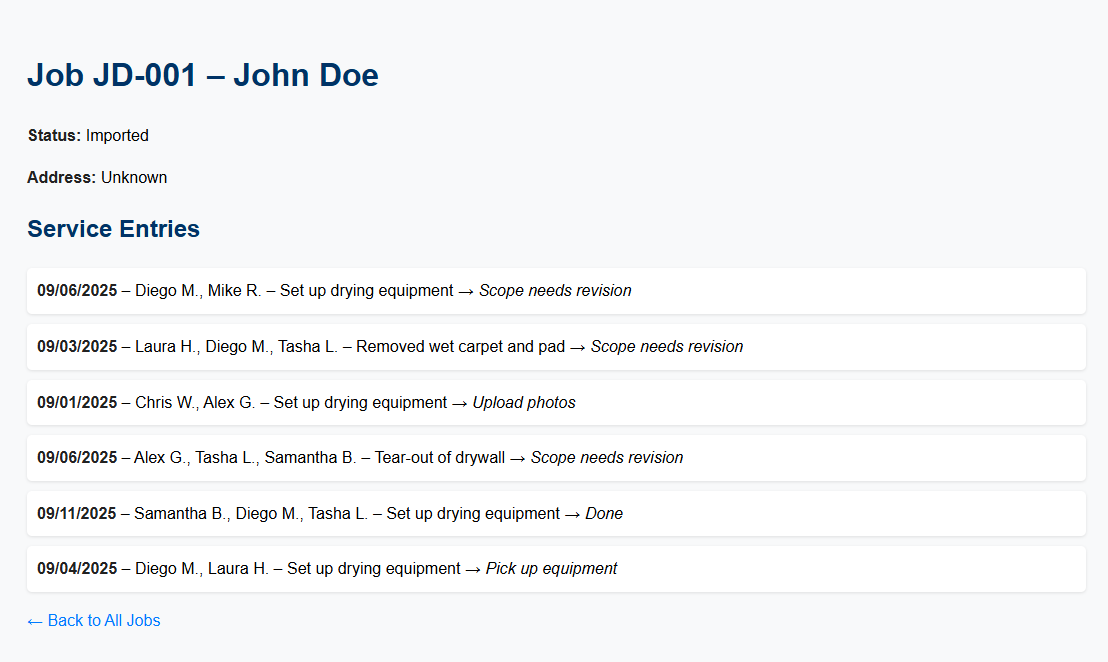 Job JD-001 – John Doe
Status: Imported
Address: Unknown
Service Entries
09/06/2025 – Diego M., Mike R. – Set up drying equipment → Scope needs revision
09/03/2025 – Laura H., Diego M., Tasha L. – Removed wet carpet and pad → Scope needs revision
09/01/2025 – Chris W., Alex G. – Set up drying equipment → Upload photos
09/06/2025 – Alex G., Tasha L., Samantha B. – Tear-out of drywall → Scope needs revision
09/11/2025 – Samantha B., Diego M., Tasha L. – Set up drying equipment → Done
09/04/2025 – Diego M., Laura H. – Set up drying equipment → Pick up equipment
← Back to All Jobs